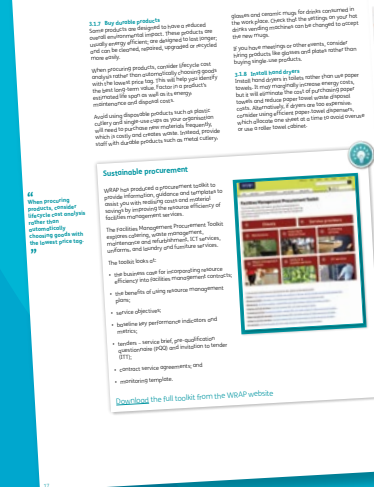 3.1.7 Buy durable products
Some products are designed to have a reduced
overall environmental impact. These products are
usually energy efficient; are designed to last longer;
and can be cleaned, repaired, upgraded or recycled
more easily.
When procuring products, consider lifecycle cost
analysis rather than automatically choosing goods
with the lowest price tag. This will help you identify
the best long-term value. Factor in a product's
estimated life span as well as its energy,
maintenance and disposal costs.
Avoid using disposable products such as plastic
cutlery and single-use cups as your organisation
will need to purchase new materials frequently,
which is costly and creates waste. Instead, provide
staff with durable products such as metal cutlery,
glasses and ceramic mugs, for drinks consumed in
the work place. Check that the settings on your hot
drinks vending machines can be changed to accept
the new mugs.
If you have meetings or other events, consider
hiring products like glasses and plates rather than
buying single-use products.
3.1.8 Install hand dryers
Install hand dryers in toilets rather than use paper
towels. It may marginally increase energy costs,
but it will eliminate the cost of purchasing paper
towels and reduce paper towel waste disposal
costs. Alternatively, if dryers are too expensive,
consider using efficient paper towel dispensers,
which allocate one sheet at a time to avoid overuse
or use a roller towel cabinet.
“
When procuring
products, consider
lifecycle cost analysis
rather than
automatically
choosing goods with
the lowest price tag.
”
Sustainable procurement
WRAP has produced a procurement toolkit to
provide information, guidance and templates to
assist you with realising costs and material
savings by improving the resource efficiency of
facilities management services.
The Facilities Management Procurement Toolkit
explores catering, waste management,
maintenance and refurbishment, ICT services,
uniforms, and laundry and furniture services.
The toolkit looks at:
• the business case for incorporating resource
efficiency into facilities management contracts;
• the benefits of using resource management
plans;
• service objectives;
• baseline key performance indicators and
metrics;
• tenders – service brief, pre-qualification
questionnaire (PQQ) and invitation to tender
(ITT);
• contract service agreements; and
• monitoring template.
Download the full toolkit from the WRAP website
Facilities Management Procurement Toolkit